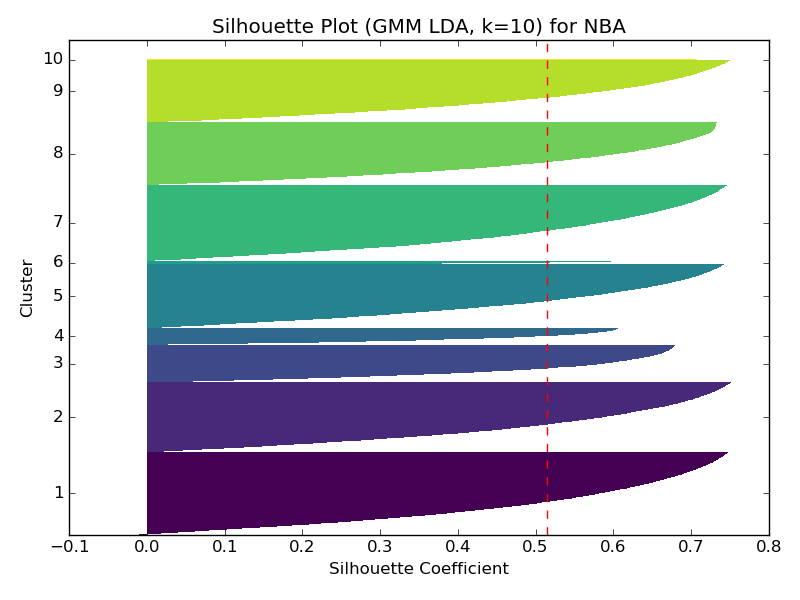 Silhouette Plot (GMM LDA, k=10) for NBA
10
9
8
7
6
5
4
3
2
1
Cluster
−0.1 0.0 0.1 0.2 0.3 0.4 0.5 0.6 0.7 0.8
Silhouette Coefficient